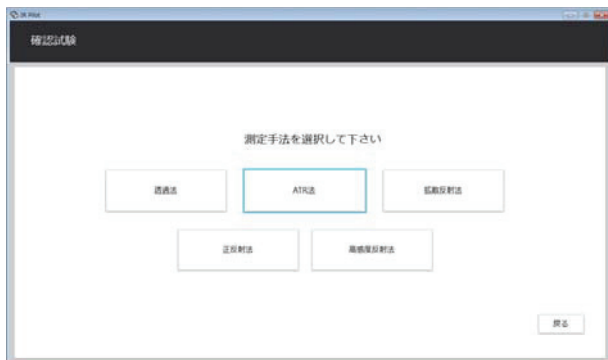 IR Pilot
確認試験
測定手法を選択して下さい
透過法
ATR法
拡散反射法
正反射法
高感度反射法
戻る